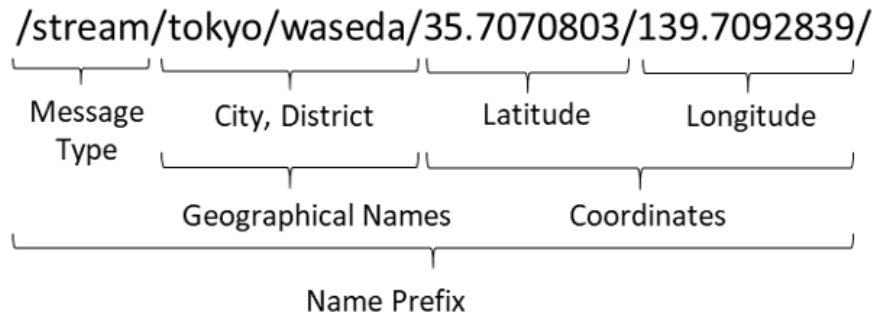 /stream/tokyo/waseda/35.7070803/139.7092839/
Message Type
City, District
Latitude
Longitude
Geographical Names
Coordinates
Name Prefix